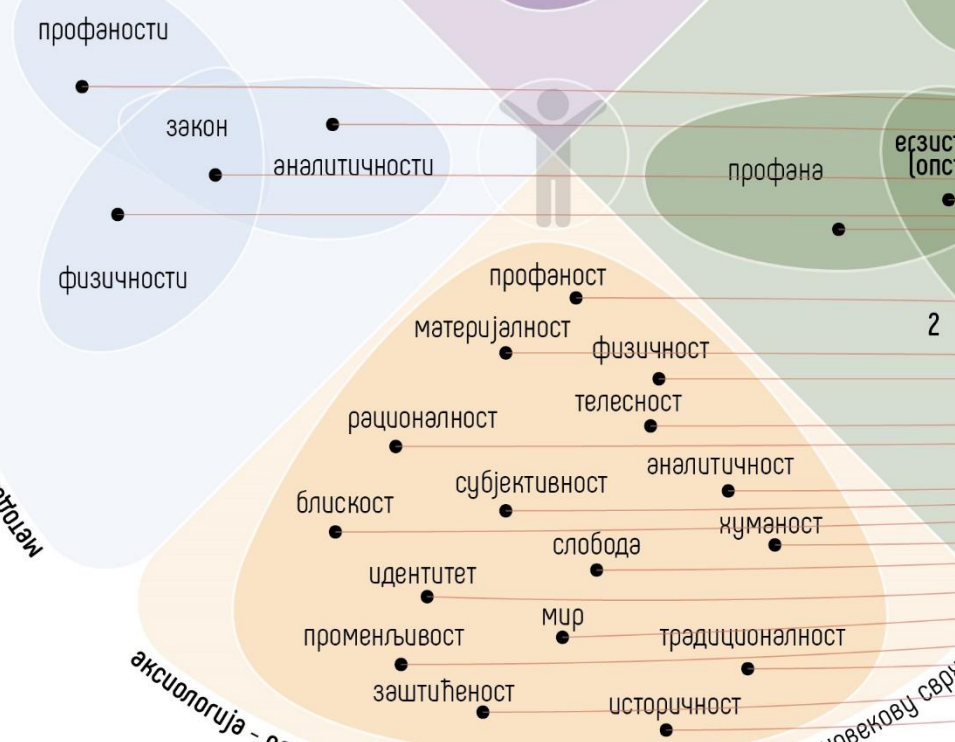 профаности
закон
аналитичности
физичности
профана
2
профаност
материјалност
физичност
телесност
рационалност
аналитичност
субјективност
блискост
хуманост
слобода
идентитет
мир
променљивост
традиционалност
заштићеност
историчност
аксиологија -